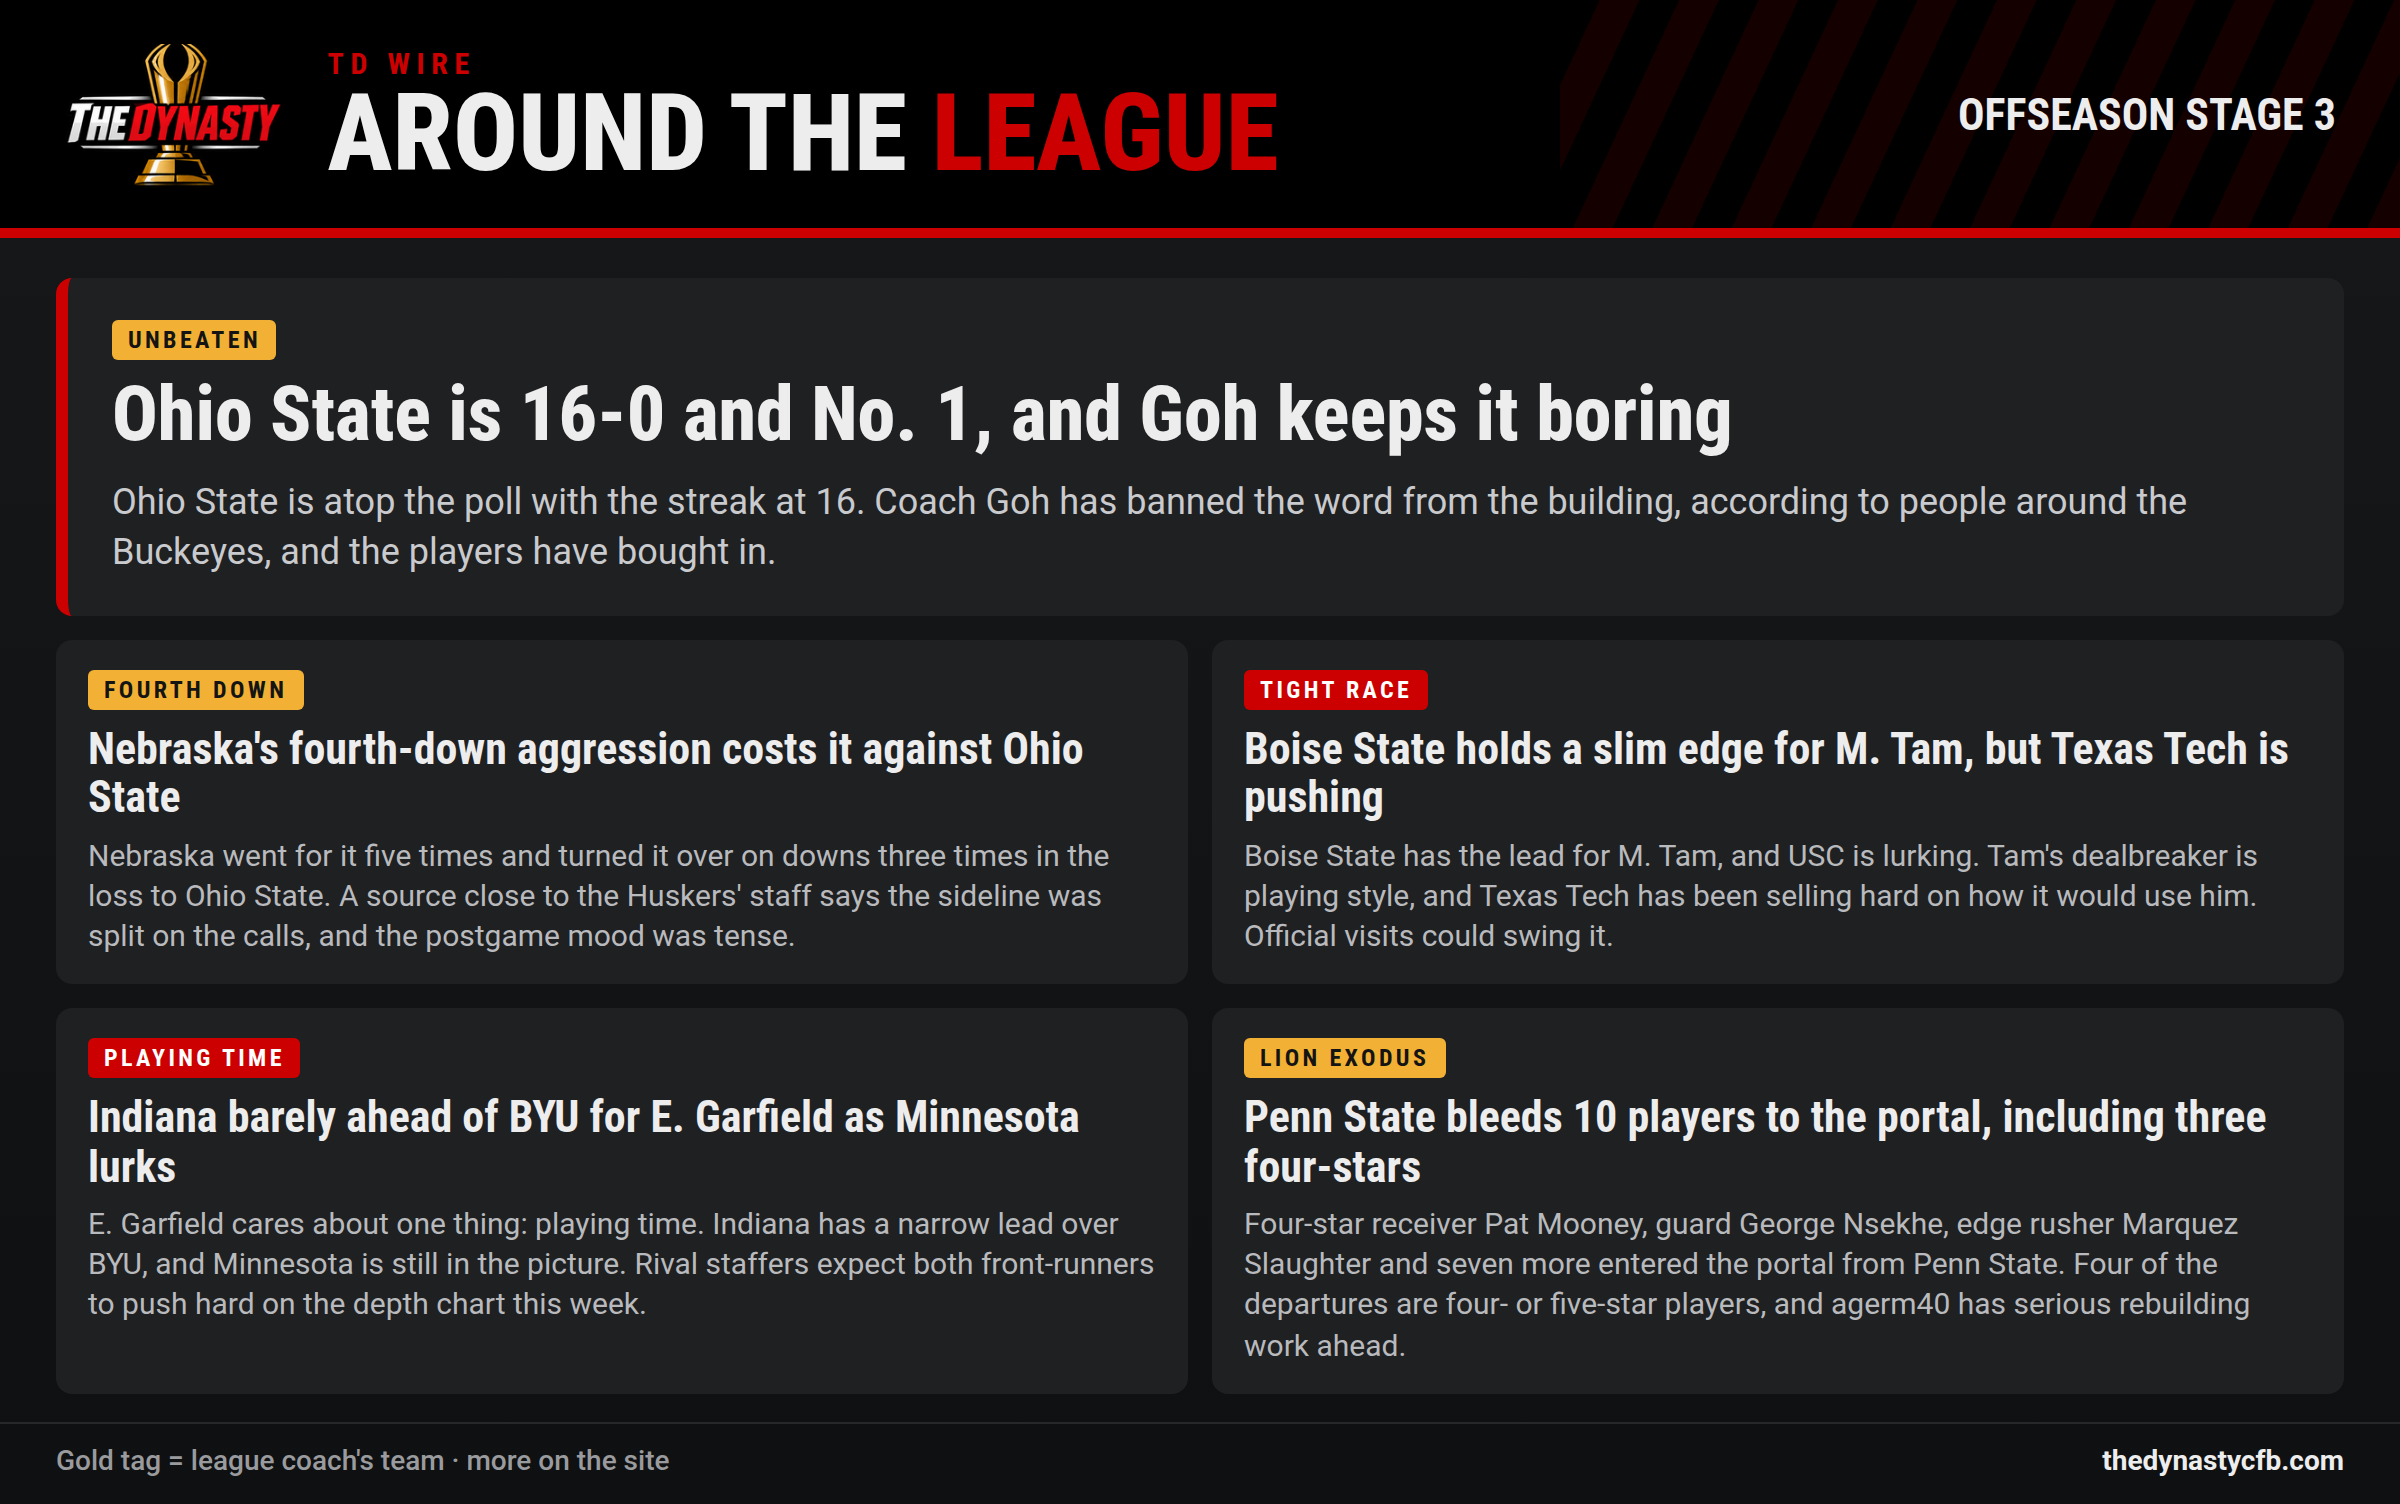 THE DYNASTY
TD WIRE
AROUND THE LEAGUE
OFFSEASON STAGE 3
UNBEATEN
Ohio State is 16-0 and No. 1, and Goh keeps it boring
Ohio State is atop the poll with the streak at 16. Coach Goh has banned the word from the building, according to people around the
Buckeyes, and the players have bought in.
FOURTH DOWN
Nebraska's fourth-down aggression costs it against Ohio
State
Nebraska went for it five times and turned it over on downs three times in the
loss to Ohio State. A source close to the Huskers' staff says the sideline was
split on the calls, and the postgame mood was tense.
TIGHT RACE
Boise State holds a slim edge for M. Tam, but Texas Tech is
pushing
Boise State has the lead for M. Tam, and USC is lurking. Tam's dealbreaker is
playing style, and Texas Tech has been selling hard on how it would use him.
Official visits could swing it.
PLAYING TIME
Indiana barely ahead of BYU for E. Garfield as Minnesota
lurks
E. Garfield cares about one thing: playing time. Indiana has a narrow lead over
BYU, and Minnesota is still in the picture. Rival staffers expect both front-runners
to push hard on the depth chart this week.
LION EXODUS
Penn State bleeds 10 players to the portal, including three
four-stars
Four-star receiver Pat Mooney, guard George Nsekhe, edge rusher Marquez
Slaughter and seven more entered the portal from Penn State. Four of the
departures are four- or five-star players, and agerm40 has serious rebuilding
work ahead.
Gold tag = league coach's team · more on the site
thedynastycfb.com